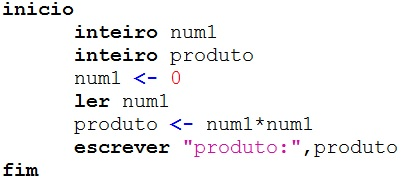 inicio
inteiro num1
inteiro produto
num1 <- 0
ler num1
produto <- num1*num1
escrever "produto:",produto
fim